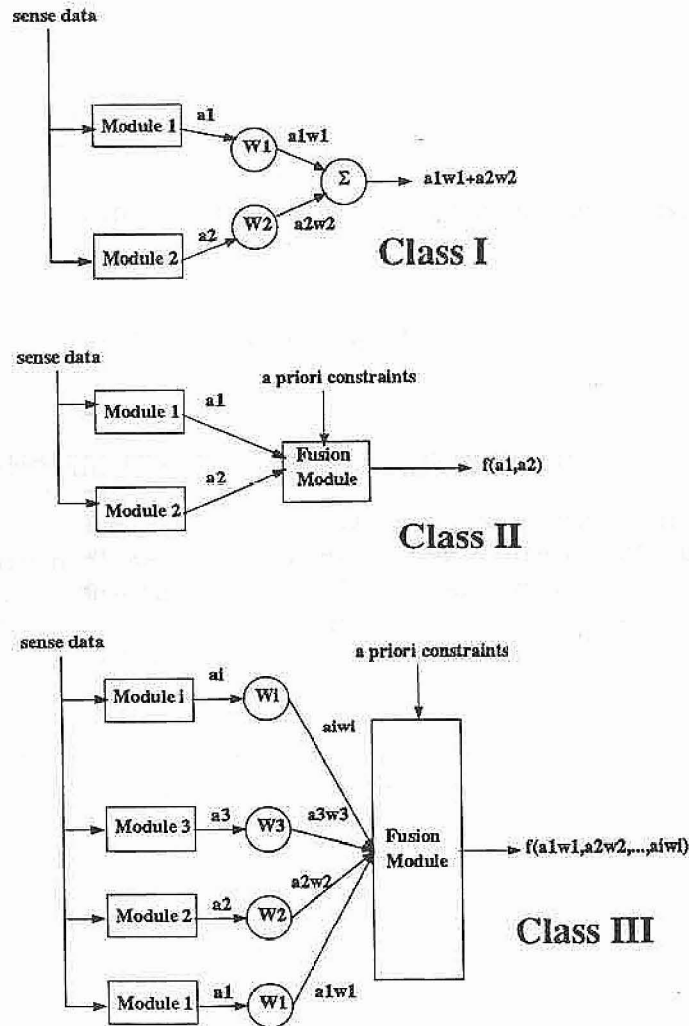 sense data
Module 1
a1
W1
a1w1
Σ
a1w1+a2w2
Module 2
a2
W2
a2w2
Class I
sense data
a priori constraints
Module 1
a1
Fusion
Module
f(a1,a2)
a2
Module 2
Class II
sense data
a priori constraints
Module i
ai
Wi
aiwi
Module 3
a3
W3
a3w3
Fusion
Module
f(a1w1,a2w2,...,aiwi)
Module 2
a2
W2
a2w2
Class III
Module 1
a1
W1
a1w1